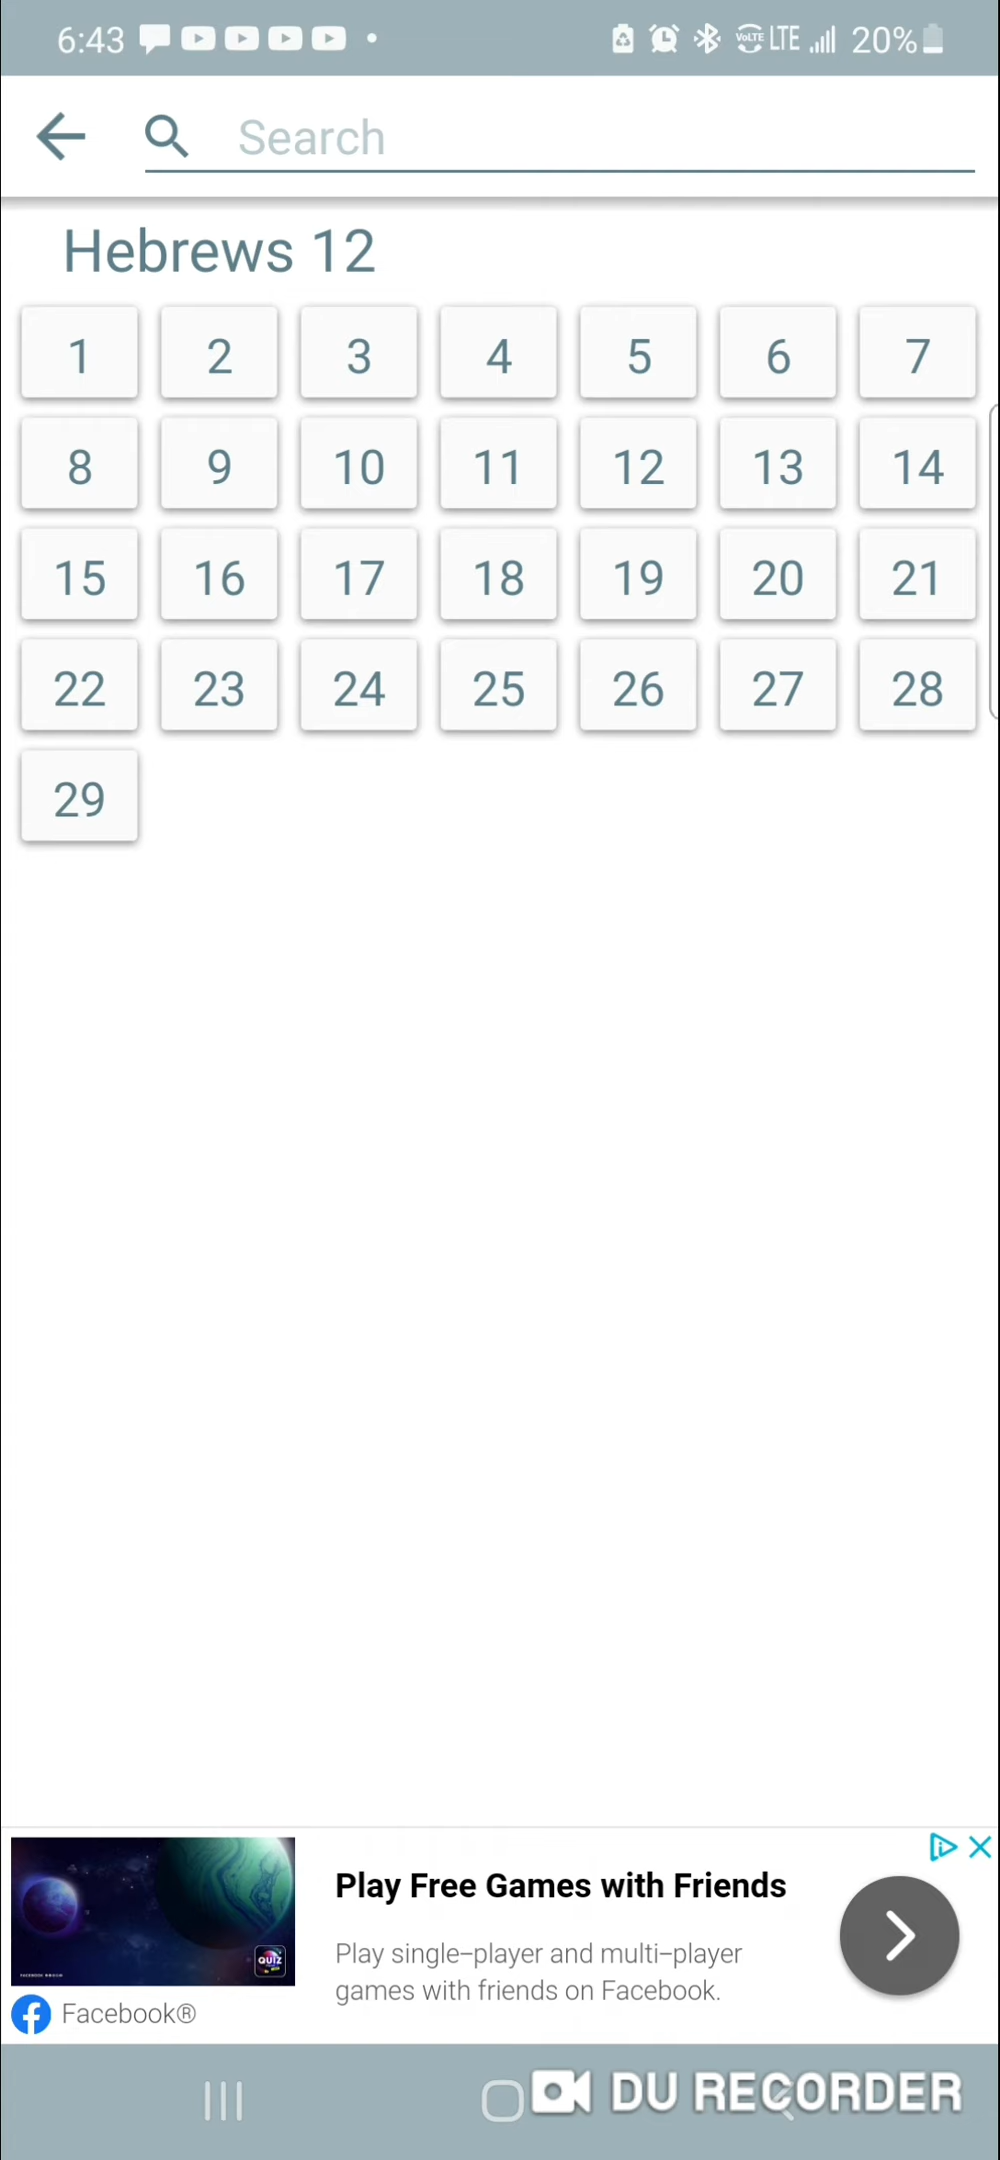 6:43 VoLTE LTE 20%
Search
Hebrews 12
1 2 3 4 5 6 7
8 9 10 11 12 13 14
15 16 17 18 19 20 21
22 23 24 25 26 27 28
29
Play Free Games with Friends
Play single-player and multi-player
games with friends on Facebook.
QUIZ
Facebook®
DU RECORDER